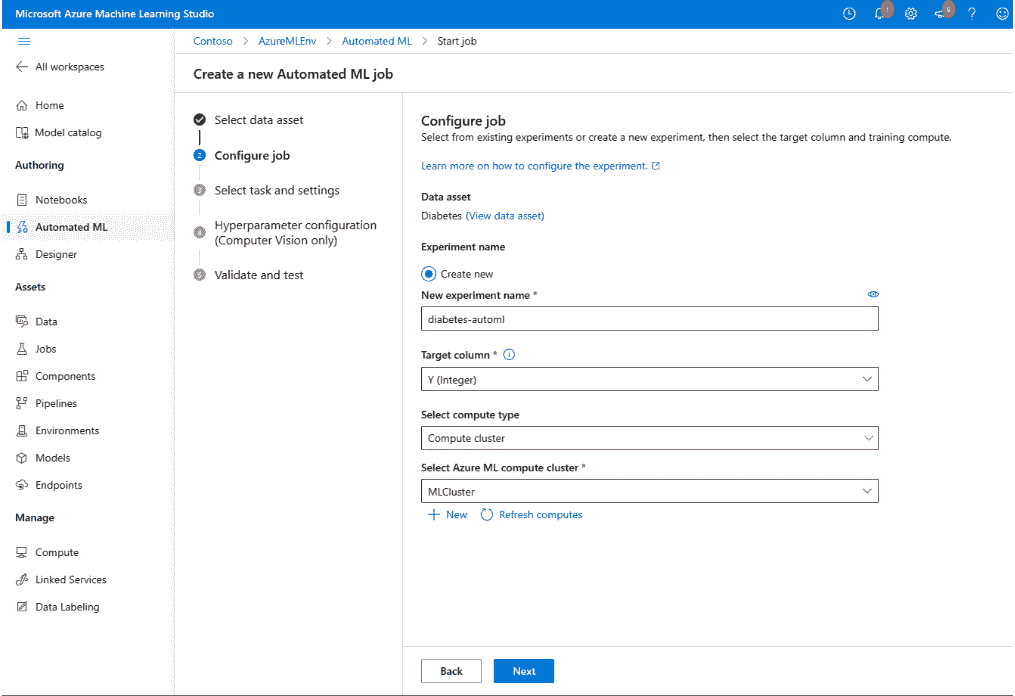 Microsoft Azure Machine Learning Studio
Contoso > AzureMLEnv > Automated ML > Start job
All workspaces
Home
Model catalog
Authoring
Notebooks
Automated ML
Designer
Assets
Data
Jobs
Components
Pipelines
Environments
Models
Endpoints
Manage
Compute
Linked Services
Data Labeling
Create a new Automated ML job
Select data asset
2 Configure job
Select task and settings
Hyperparameter configuration
(Computer Vision only)
Validate and test
Configure job
Select from existing experiments or create a new experiment, then select the target column and training compute.
Learn more on how to configure the experiment.
Data asset
Diabetes (View data asset)
Experiment name
Create new
New experiment name *
diabetes-automl
Target column *
Y (Integer)
Select compute type
Compute cluster
Select Azure ML compute cluster *
MLCluster
+ New Refresh computes
Back Next